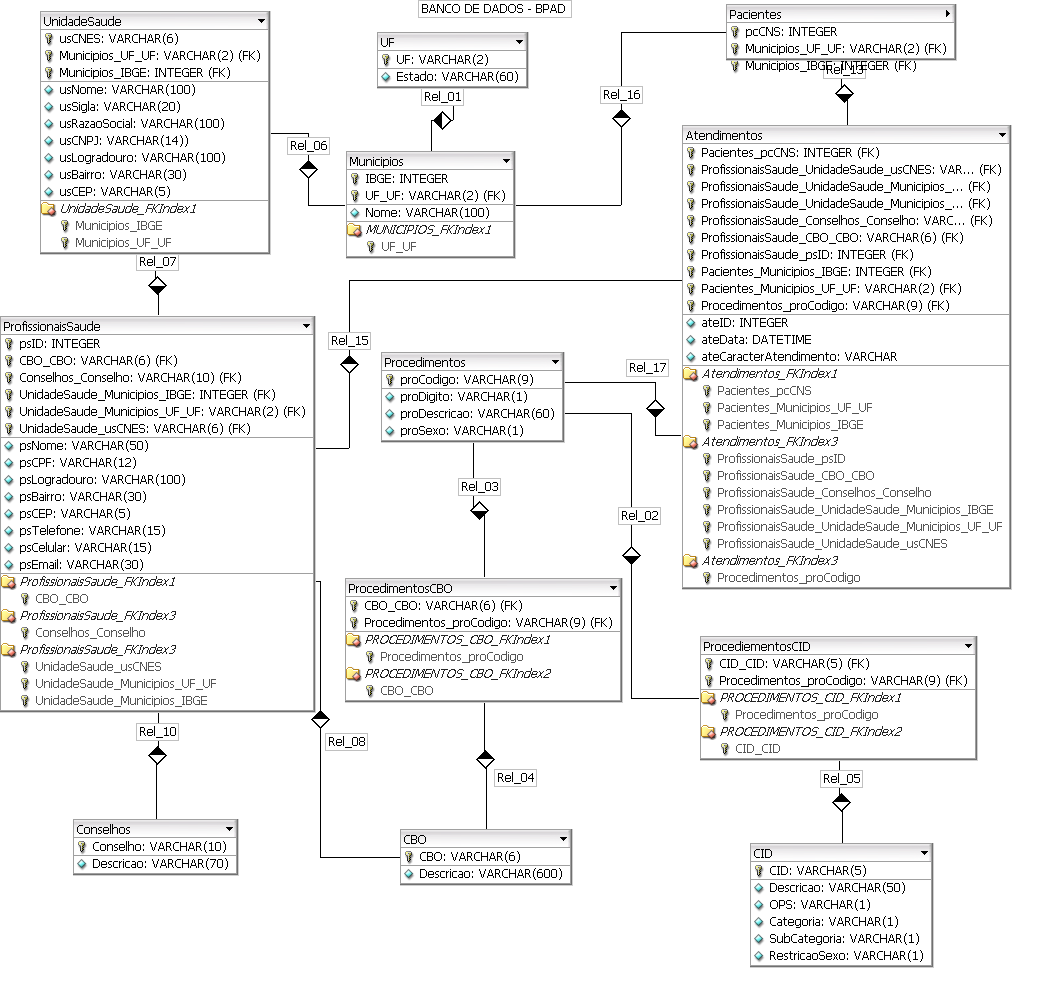 BANCO DE DADOS - BPAD
UnidadeSaude
usCNES: VARCHAR(6)
Municipios_UF_UF: VARCHAR(2) (FK)
Municipios_IBGE: INTEGER (FK)
usNome: VARCHAR(100)
usSigla: VARCHAR(20)
usRazaoSocial: VARCHAR(100)
usCNPJ: VARCHAR(14))
usLogradouro: VARCHAR(100)
usBairro: VARCHAR(30)
usCEP: VARCHAR(5)
UnidadeSaude_FKIndex1
Municipios_IBGE
Municipios_UF_UF
UF
UF: VARCHAR(2)
Estado: VARCHAR(60)
Rel_01
Pacientes
pcCNS: INTEGER
Municipios_UF_UF: VARCHAR(2) (FK)
Municipios_IBGE: INTEGER (FK)
Rel_13
Rel_16
Rel_06
Municipios
IBGE: INTEGER
UF_UF: VARCHAR(2) (FK)
Nome: VARCHAR(100)
MUNICIPIOS_FKIndex1
UF_UF
Atendimentos
Pacientes_pcCNS: INTEGER (FK)
ProfissionaisSaude_UnidadeSaude_usCNES: VAR... (FK)
ProfissionaisSaude_UnidadeSaude_Municipios_... (FK)
ProfissionaisSaude_UnidadeSaude_Municipios_... (FK)
ProfissionaisSaude_Conselhos_Conselho: VARC... (FK)
ProfissionaisSaude_CBO_CBO: VARCHAR(6) (FK)
ProfissionaisSaude_psID: INTEGER (FK)
Pacientes_Municipios_IBGE: INTEGER (FK)
Pacientes_Municipios_UF_UF: VARCHAR(2) (FK)
Procedimentos_proCodigo: VARCHAR(9) (FK)
ateID: INTEGER
ateData: DATETIME
ateCaracterAtendimento: VARCHAR
Atendimentos_FKIndex1
Pacientes_pcCNS
Pacientes_Municipios_UF_UF
Pacientes_Municipios_IBGE
Atendimentos_FKIndex3
ProfissionaisSaude_psID
ProfissionaisSaude_CBO_CBO
ProfissionaisSaude_Conselhos_Conselho
ProfissionaisSaude_UnidadeSaude_Municipios_IBGE
ProfissionaisSaude_UnidadeSaude_Municipios_UF_UF
ProfissionaisSaude_UnidadeSaude_usCNES
Atendimentos_FKIndex3
Procedimentos_proCodigo
Rel_07
ProfissionaisSaude
psID: INTEGER
CBO_CBO: VARCHAR(6) (FK)
Conselhos_Conselho: VARCHAR(10) (FK)
UnidadeSaude_Municipios_IBGE: INTEGER (FK)
UnidadeSaude_Municipios_UF_UF: VARCHAR(2) (FK)
UnidadeSaude_usCNES: VARCHAR(6) (FK)
psNome: VARCHAR(50)
psCPF: VARCHAR(12)
psLogradouro: VARCHAR(100)
psBairro: VARCHAR(30)
psCEP: VARCHAR(5)
psTelefone: VARCHAR(15)
psCelular: VARCHAR(15)
psEmail: VARCHAR(30)
ProfissionaisSaude_FKIndex1
CBO_CBO
ProfissionaisSaude_FKIndex3
Conselhos_Conselho
ProfissionaisSaude_FKIndex3
UnidadeSaude_usCNES
UnidadeSaude_Municipios_UF_UF
UnidadeSaude_Municipios_IBGE
Rel_15
Procedimentos
proCodigo: VARCHAR(9)
proDigito: VARCHAR(1)
proDescricao: VARCHAR(60)
proSexo: VARCHAR(1)
Rel_17
Rel_03
Rel_02
ProcedimentosCBO
CBO_CBO: VARCHAR(6) (FK)
Procedimentos_proCodigo: VARCHAR(9) (FK)
PROCEDIMENTOS_CBO_FKIndex1
Procedimentos_proCodigo
PROCEDIMENTOS_CBO_FKIndex2
CBO_CBO
ProcediementosCID
CID_CID: VARCHAR(5) (FK)
Procedimentos_proCodigo: VARCHAR(9) (FK)
PROCEDIMENTOS_CID_FKIndex1
Procedimentos_proCodigo
PROCEDIMENTOS_CID_FKIndex2
CID_CID
Rel_10
Rel_08
Rel_04
Rel_05
Conselhos
Conselho: VARCHAR(10)
Descricao: VARCHAR(70)
CBO
CBO: VARCHAR(6)
Descricao: VARCHAR(600)
CID
CID: VARCHAR(5)
Descricao: VARCHAR(50)
OPS: VARCHAR(1)
Categoria: VARCHAR(1)
SubCategoria: VARCHAR(1)
RestricaoSexo: VARCHAR(1)